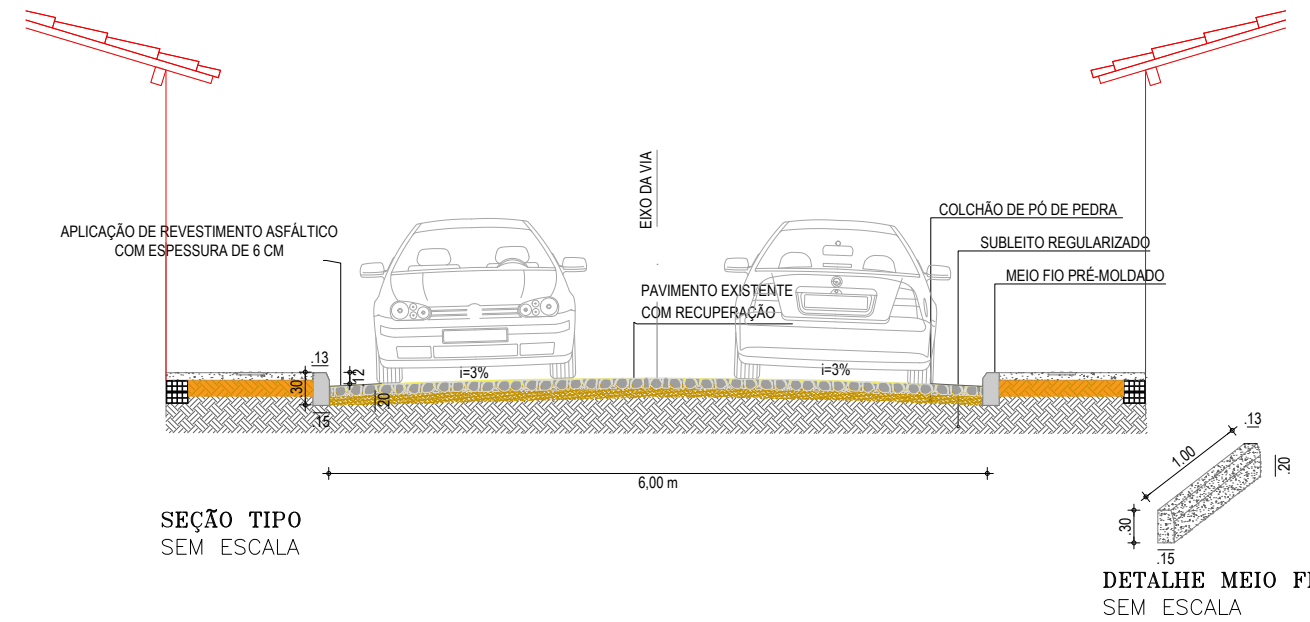 EIXO DA VIA
APLICAÇÃO DE REVESTIMENTO ASFÁLTICO
COM ESPESSURA DE 6 CM
COLCHÃO DE PÓ DE PEDRA
SUBLEITO REGULARIZADO
MEIO FIO PRÉ-MOLDADO
PAVIMENTO EXISTENTE
COM RECUPERAÇÃO
.13
.12
.30
.15
.20
i=3%
i=3%
6,00 m
SEÇÃO TIPO
SEM ESCALA
.13
1.00
.20
.30
.15
DETALHE MEIO
SEM ESCALA